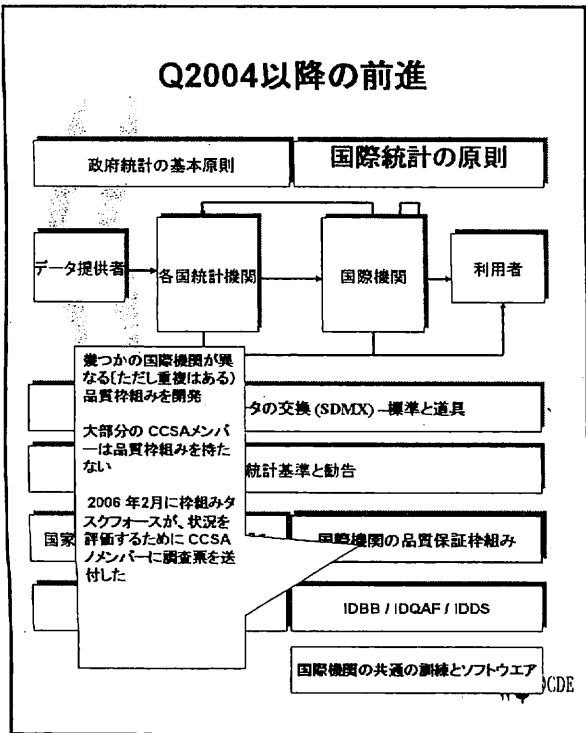 Q2004以降の前進
政府統計の基本原則
国際統計の原則
データ提供者
各国統計機関
国際機関
利用者
幾つかの国際機関が異
なる(ただし重複はある)
品質枠組みを開発
大部分の CCSAメンバ
ーは品質枠組みを持た
ない
2006 年2月に枠組みタ
スクフォースが、状況を
評価するために CCSA
ノメンバーに調査票を送
付した
タの交換 (SDMX) –標準と道具
統計基準と勧告
国家
国際機関の品質保証枠組み
IDBB / IDQAF / IDDS
国際機関の共通の訓練とソフトウエア
CDE